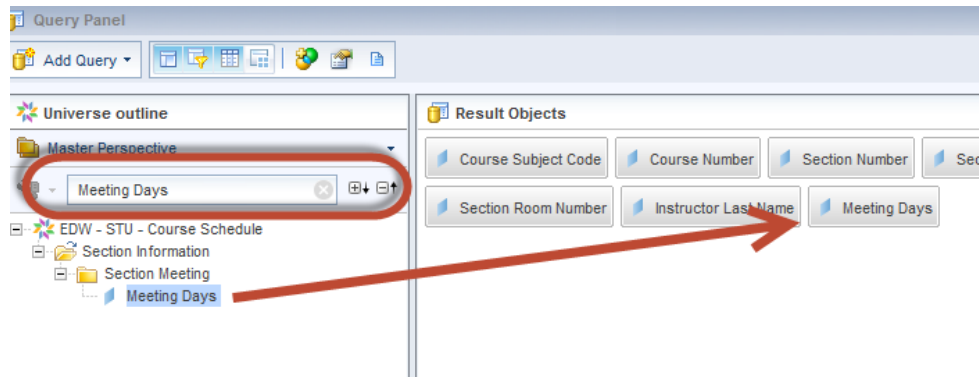 Query Panel
Add Query
Universe outline
Result Objects
Master Perspective
Course Subject Code
Course Number
Section Number
Sec
Meeting Days
Section Room Number
Instructor Last Name
Meeting Days
EDW - STU - Course Schedule
Section Information
Section Meeting
Meeting Days